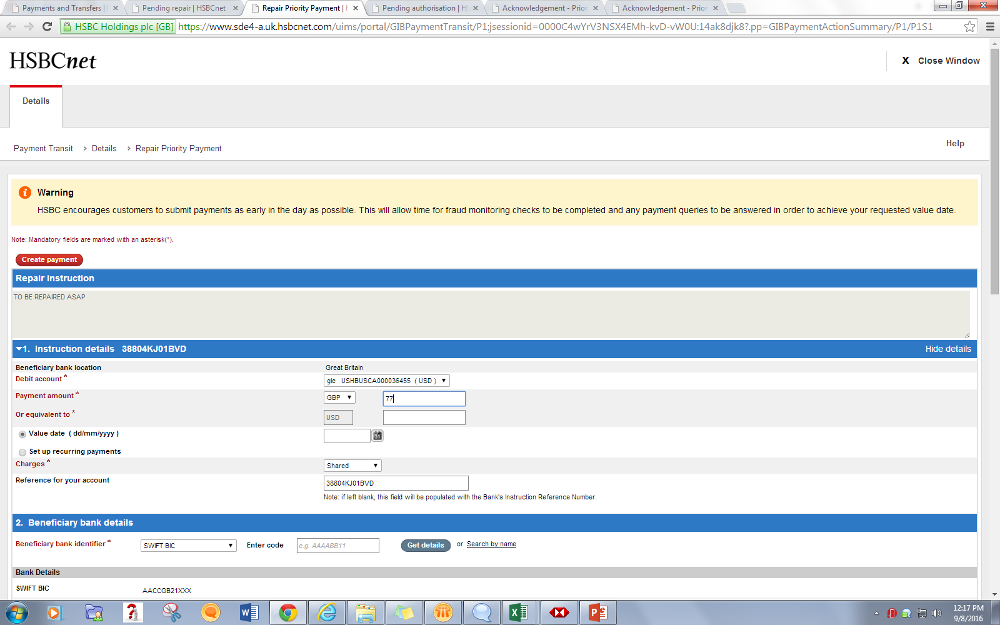 Payments and Transfers |
Pending repair | HSBCnet
Repair Priority Payment |
Pending authorisation | H
Acknowledgement - Prior
Acknowledgement - Prior
HSBC Holdings plc [GB] https://www.sde4-a.uk.hsbcnet.com/uims/portal/GIBPaymentTransit/P1;jsessionid=0000C4wYrV3NSX4EMh-kvD-vW0U:14ak8djk8?.pp=GIBPaymentActionSummary/P1/P1S1
HSBCnet
X Close Window
Details
Payment Transit › Details › Repair Priority Payment
Help
Warning
HSBC encourages customers to submit payments as early in the day as possible. This will allow time for fraud monitoring checks to be completed and any payment queries to be answered in order to achieve your requested value date.
Note: Mandatory fields are marked with an asterisk(*).
Create payment
Repair instruction
TO BE REPAIRED ASAP
1. Instruction details 38804KJ01BVD
Hide details
Beneficiary bank location Great Britain
Debit account * gle USHBUSCA000036455 ( USD )
Payment amount * GBP 77
Or equivalent to * USD
Value date ( dd/mm/yyyy ) 31
Set up recurring payments
Charges * Shared
Reference for your account 38804KJ01BVD
Note: if left blank, this field will be populated with the Bank's Instruction Reference Number.
2. Beneficiary bank details
Beneficiary bank identifier * SWIFT BIC Enter code e.g. AAAABB11 Get details or Search by name
Bank Details
SWIFT BIC AACCGB21XXX
12:17 PM
9/8/2016